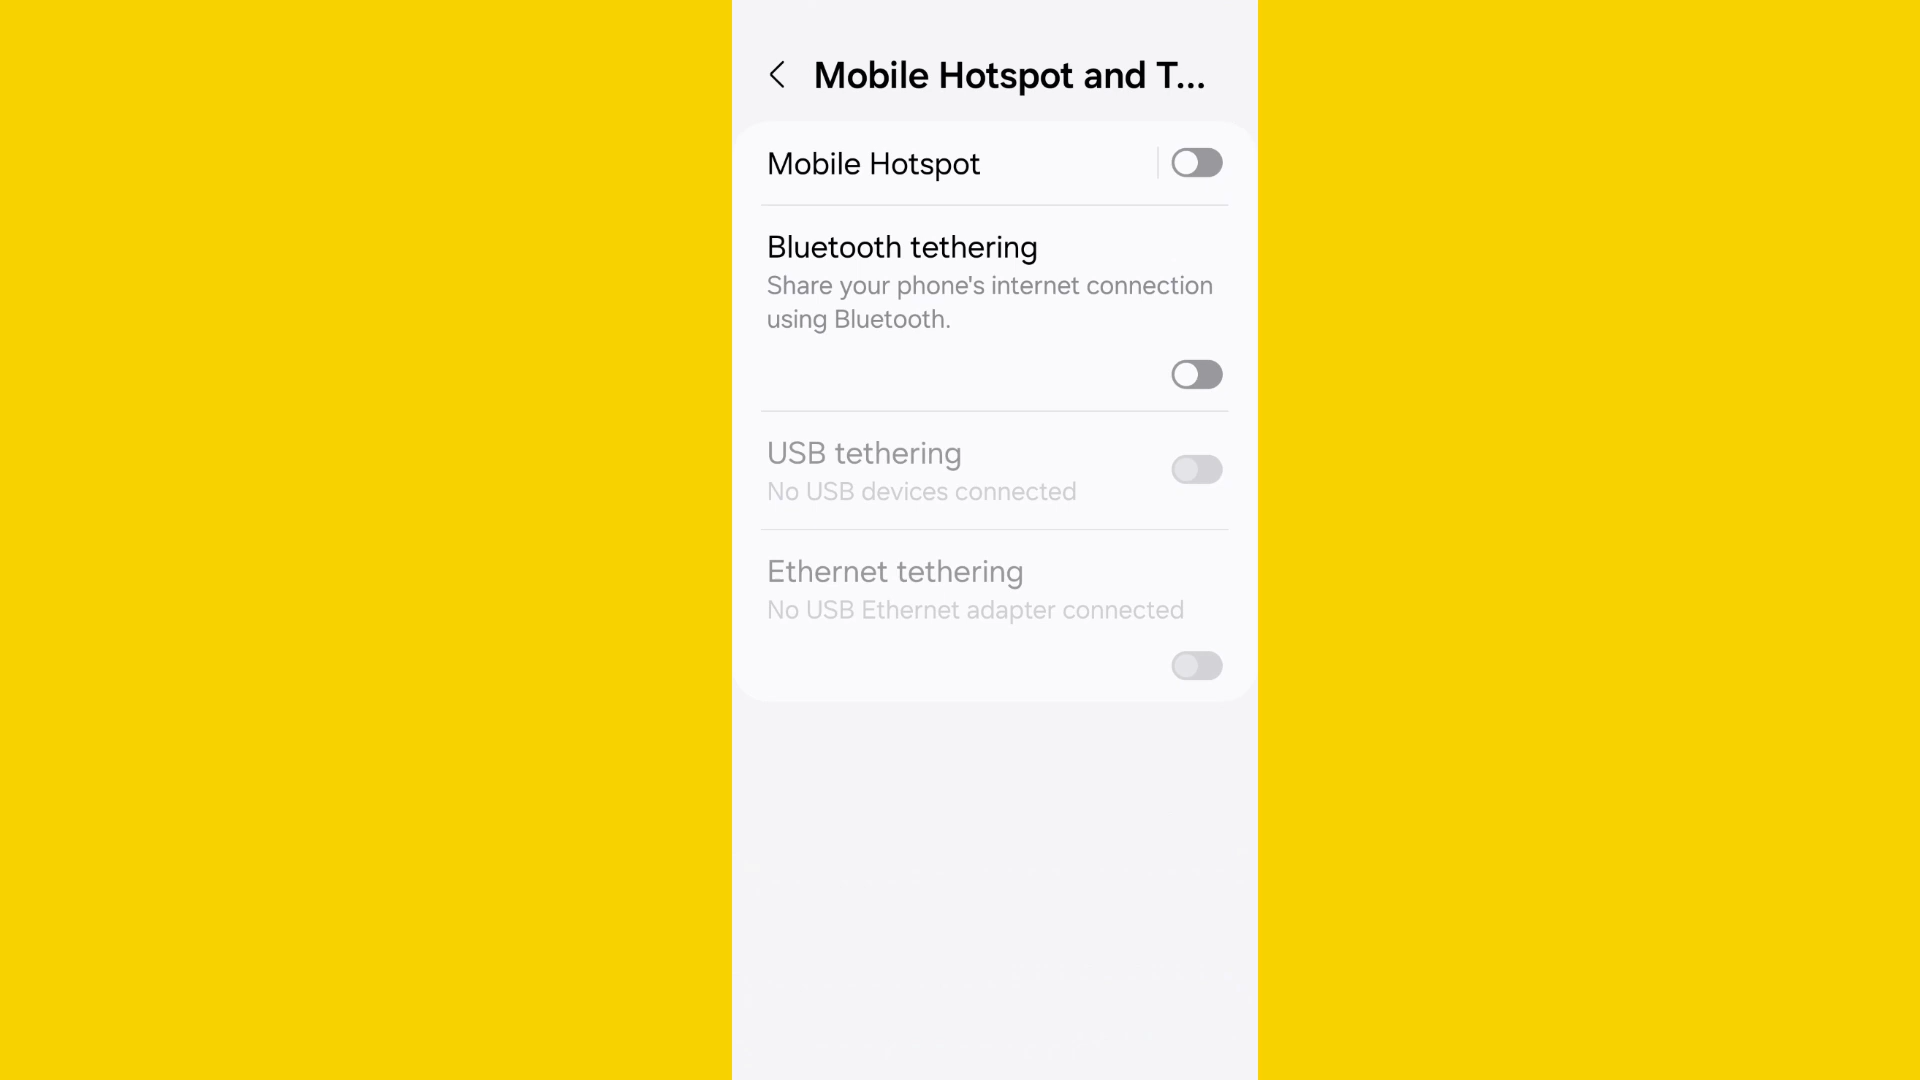 Mobile Hotspot and T...
Mobile Hotspot
Bluetooth tethering
Share your phone's internet connection
using Bluetooth.
USB tethering
No USB devices connected
Ethernet tethering
No USB Ethernet adapter connected